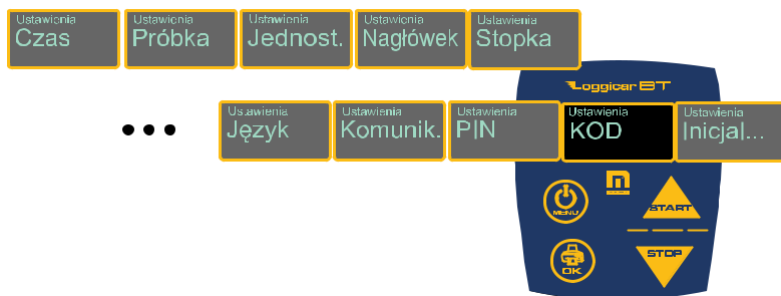 Ustawienia
Czas
Ustawienia
Próbka
Ustawienia
Jednost.
Ustawienia
Nagłówek
Ustawienia
Stopka
Loggicar BT
•••
Ustawienia
Język
Ustawienia
Komunik.
Ustawienia
PIN
Ustawienia
KOD
Ustawienia
Inicjal...
MENU
START
OK
STOP